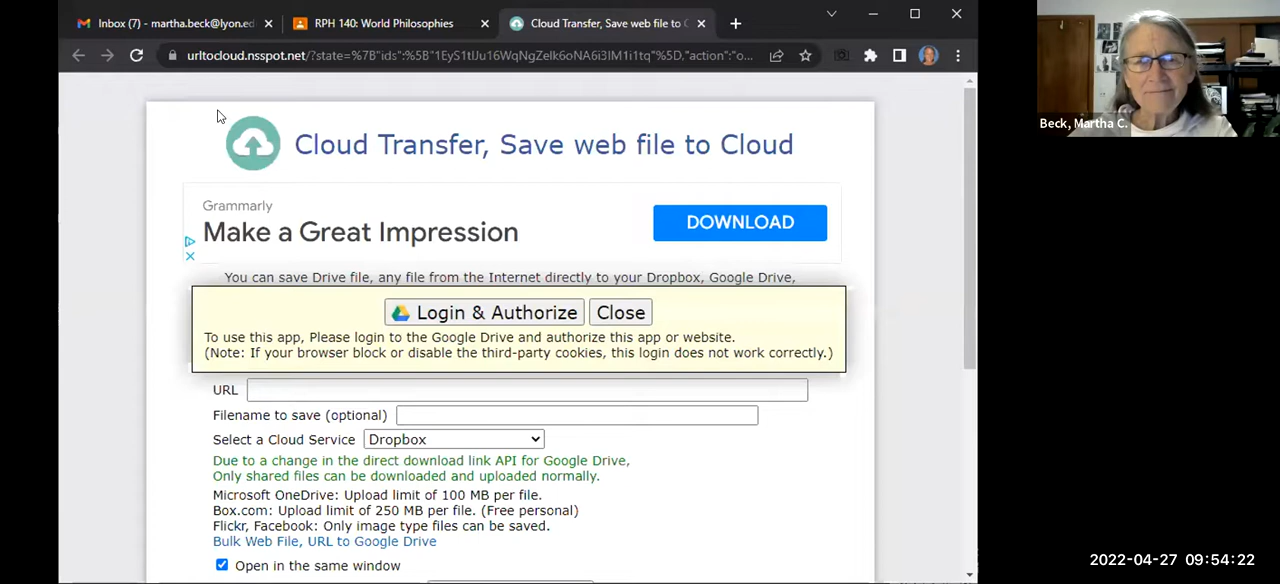 Inbox (7) - martha.beck@lyon.ed
RPH 140: World Philosophies
Cloud Transfer, Save web file to C
urltocloud.nsspot.net/?state=%7B"ids":%5B"1EyS1tlJu16WqNgZelk6oNA6i3lM1i1tq"%5D,"action":"o...
Beck, Martha C.
Cloud Transfer, Save web file to Cloud
Grammarly
Make a Great Impression
DOWNLOAD
You can save Drive file, any file from the Internet directly to your Dropbox, Google Drive,
Login & Authorize Close
To use this app, Please login to the Google Drive and authorize this app or website.
(Note: If your browser block or disable the third-party cookies, this login does not work correctly.)
URL
Filename to save (optional)
Select a Cloud Service Dropbox
Due to a change in the direct download link API for Google Drive,
Only shared files can be downloaded and uploaded normally.
Microsoft OneDrive: Upload limit of 100 MB per file.
Box.com: Upload limit of 250 MB per file. (Free personal)
Flickr, Facebook: Only image type files can be saved.
Bulk Web File, URL to Google Drive
Open in the same window
2022-04-27 09:54:22